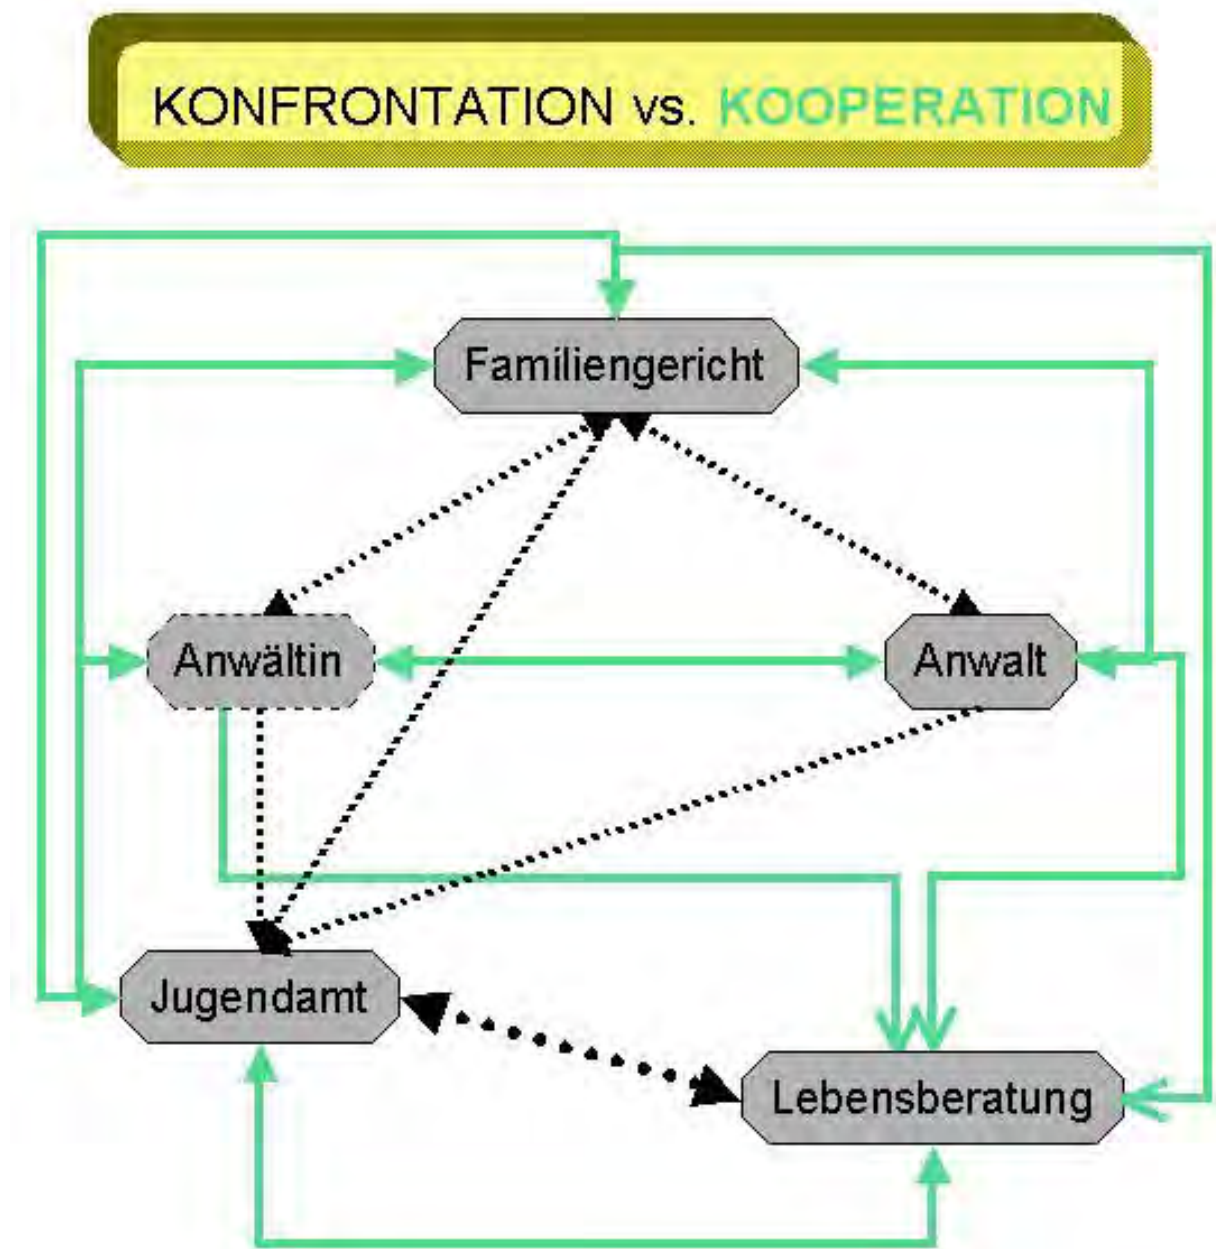 KONFRONTATION vs. KOOPERATION
Familiengericht
Anwältin
Anwalt
Jugendamt
Lebensberatung